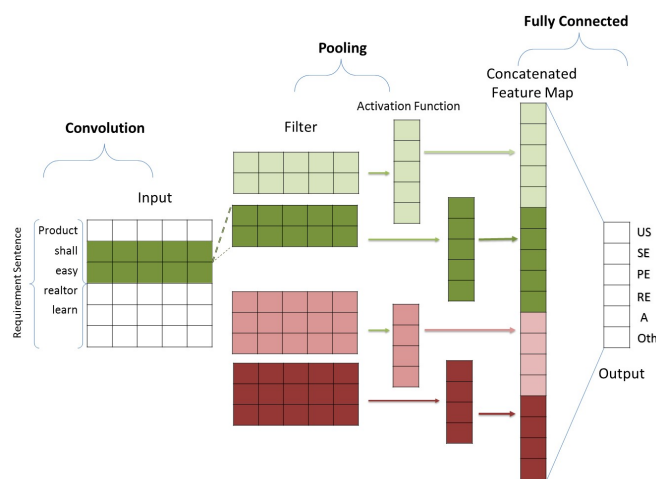 Fully Connected
Pooling
Concatenated
Feature Map
Activation Function
Convolution
Filter
Input
Requirement Sentence
Product
shall
easy
realtor
learn
US
SE
PE
RE
A
Oth
Output